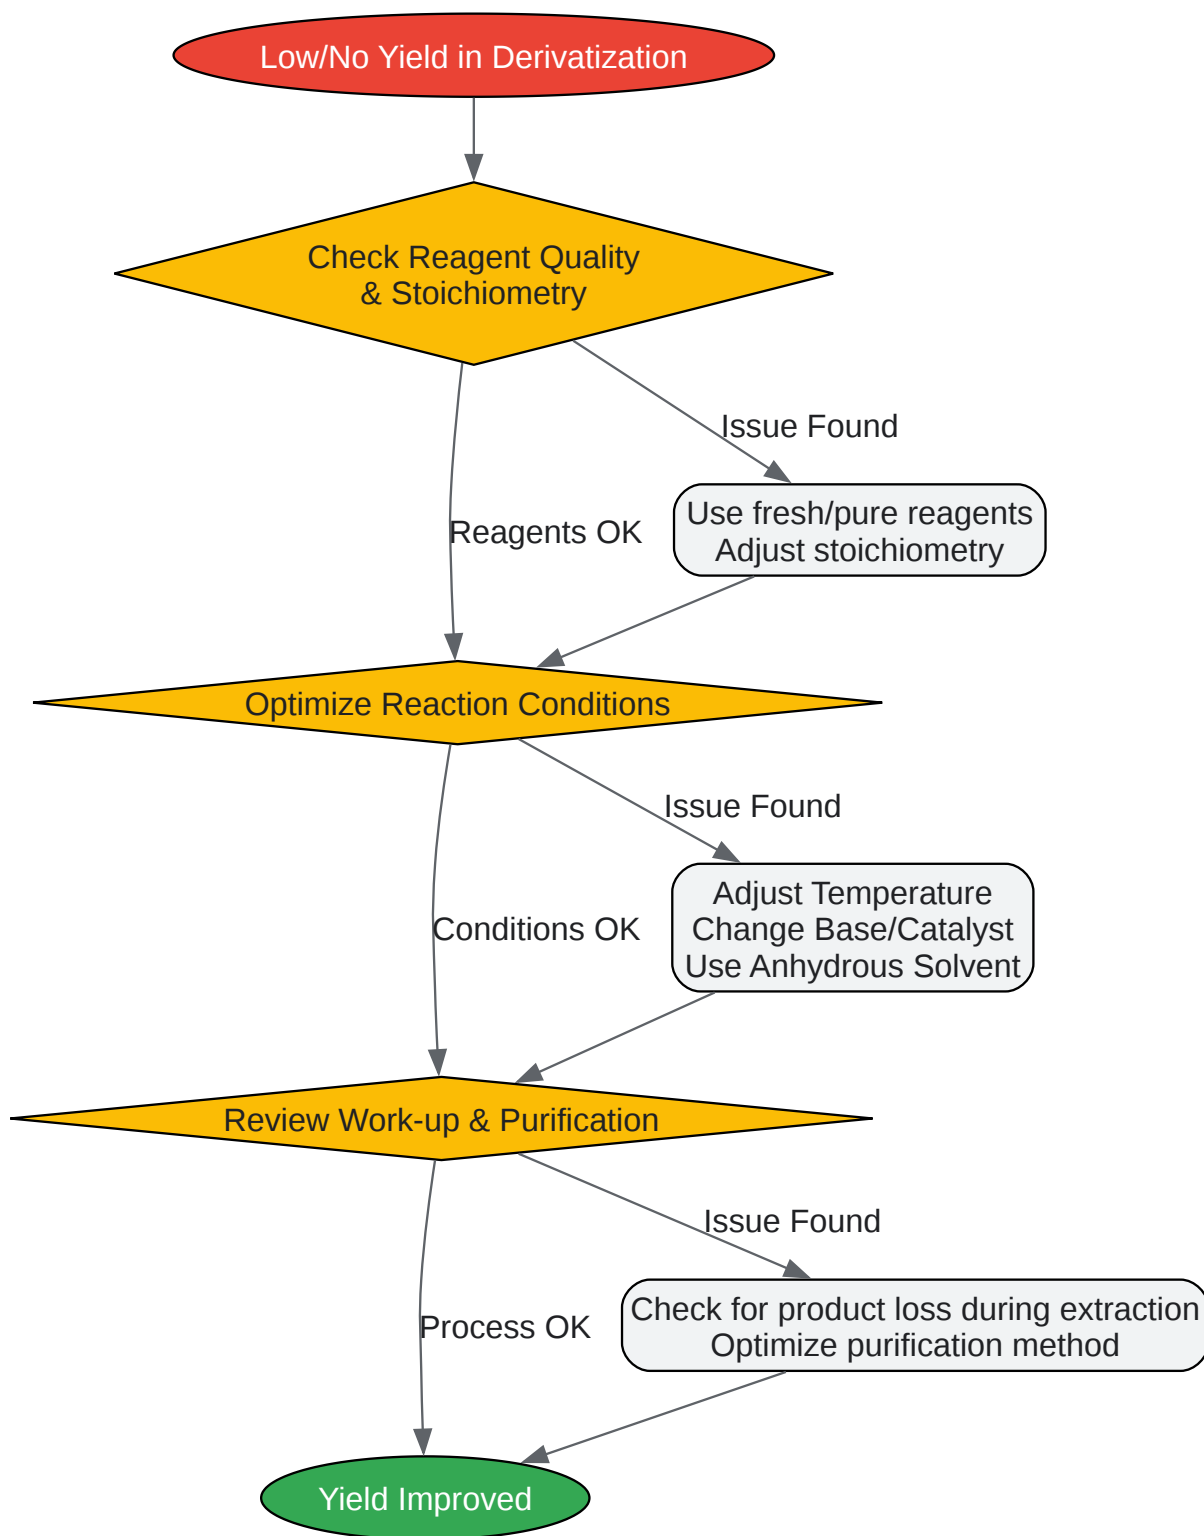 Low/No Yield in Derivatization
Check Reagent Quality
& Stoichiometry
Issue Found
Reagents OK
Use fresh/pure reagents
Adjust stoichiometry
Optimize Reaction Conditions
Issue Found
Conditions OK
Adjust Temperature
Change Base/Catalyst
Use Anhydrous Solvent
Review Work-up & Purification
Issue Found
Process OK
Check for product loss during extraction
Optimize purification method
Yield Improved